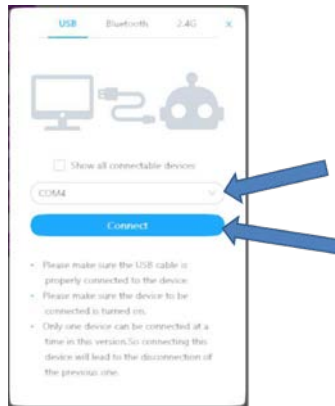 USB Bluetooth 2.4G x
Show all connectable devices
COM4
Connect
Please make sure the USB cable is
properly connected to the device
Please make sure the device to be
connected is turned on.
Only one device can be connected at a
time in this version.So connecting this
device will lead to the disconnection of
the previous one.